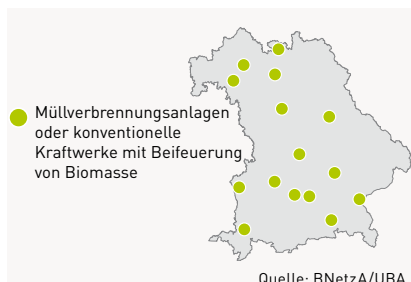 Müllverbrennungsanlagen
oder konventionelle
Kraftwerke mit Beifeuerung
von Biomasse
Quelle: BNetzA/UBA